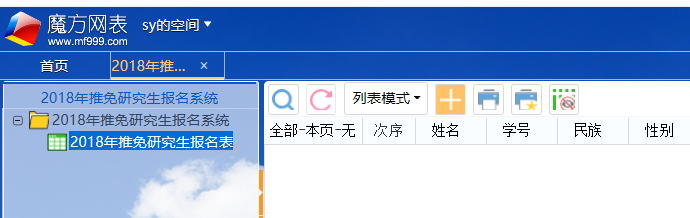 魔方网表
www.mf999.com
sy的空间
首页
2018年推... ×
2018年推免研究生报名系统
2018年推免研究生报名系统
2018年推免研究生报名表
列表模式
全部-本页-无 次序 姓名 学号 民族 性别